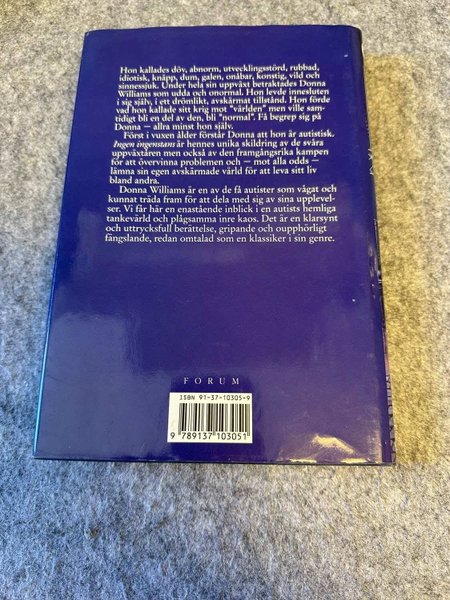 Hon kallades döv, abnorm, utvecklingsstörd, rubbad,
idiotisk, knäpp, dum, galen, onåbar, konstig, vild och
sinnessjuk. Under hela sin uppväxt betraktades Donna
Williams som udda och onormal. Hon levde innesluten
i sig själv, i ett drömlikt, avskärmat tillstånd. Hon förde
vad hon kallade sitt krig mot "världen" men ville sam-
tidigt bli en del av den, bli "normal". Få begrep sig på
Donna — allra minst hon själv.
Först i vuxen ålder förstår Donna att hon är autistisk.
Ingen ingenstans är hennes unika skildring av de svåra
uppväxtåren men också av den framgångsrika kampen
för att övervinna problemen och — mot alla odds —
lämna sin egen avskärmade värld för att leva sitt liv
bland andra.
Donna Williams är en av de få autister som vågat och
kunnat träda fram för att dela med sig av sina upplevel-
ser. Vi får här en enastående inblick i en autists hemliga
tankevärld och plågsamma inre kaos. Det är en klarsynt
och uttrycksfull berättelse, gripande och oupphörligt
fängslande, redan omtalad som en klassiker i sin genre.
FORUM
ISBN 91-37-10305-9
9 789137 103051